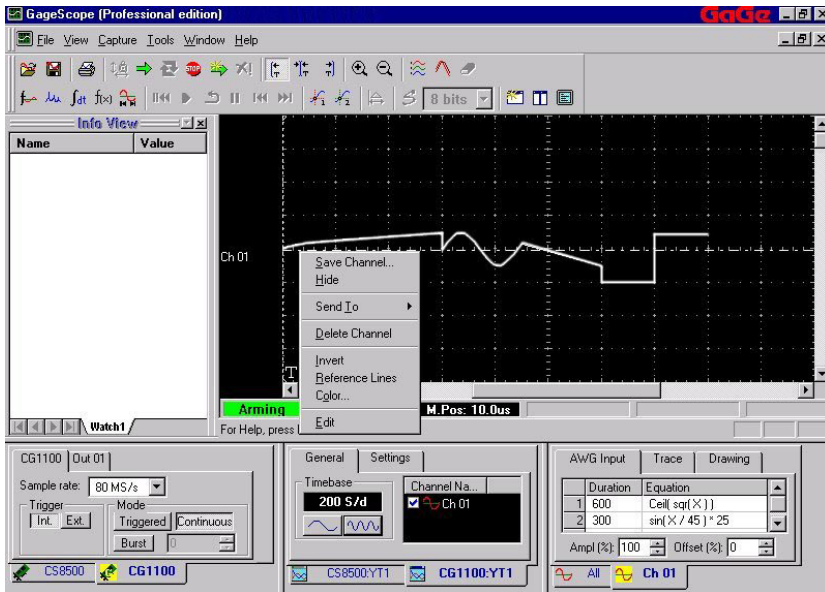 GageScope (Professional edition)
GaGe
File View Capture Tools Window Help
8 bits
Info View
Name Value
Ch 01
Save Channel...
Hide
Send To
Delete Channel
Invert
Reference Lines
Color...
Edit
T
Arming
M.Pos: 10.0us
Watch1
For Help, press
CG1100 Out 01
Sample rate: 80 MS/s
Trigger
Int. Ext.
Mode
Triggered Continuous
Burst 0
CS8500 CG1100
General Settings
Timebase
200 S/d
Channel Na...
Ch 01
CS8500:YT1 CG1100:YT1
AWG Input Trace Drawing
Duration Equation
1 600 Ceil( sqr( X ) )
2 300 sin( X / 45 ) * 25
Ampl (%): 100 Offset (%): 0
All Ch 01